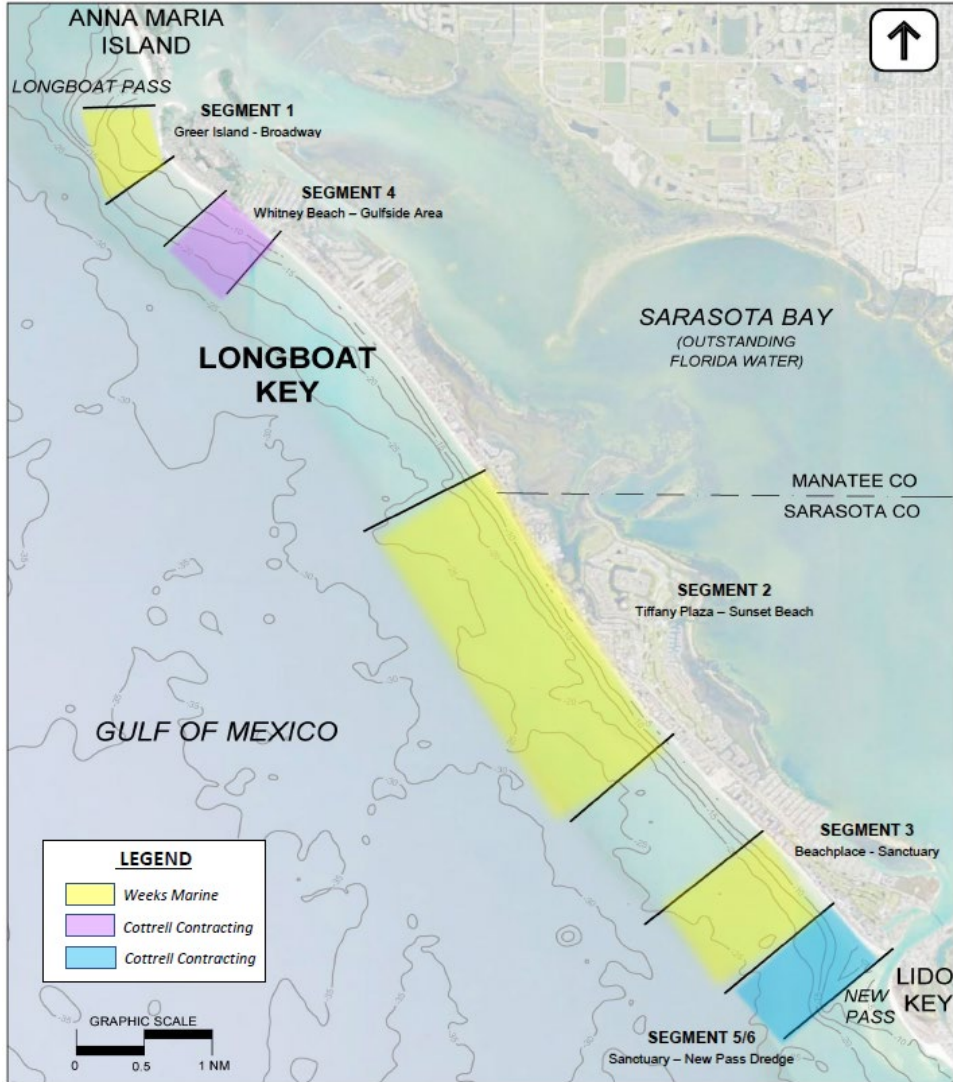 ANNA MARIA
ISLAND
LONGBOAT PASS
SEGMENT 1
Greer Island - Broadway
SEGMENT 4
Whitney Beach – Gulfside Area
SARASOTA BAY
(OUTSTANDING
FLORIDA WATER)
LONGBOAT
KEY
MANATEE CO
SARASOTA CO
SEGMENT 2
Tiffany Plaza – Sunset Beach
GULF OF MEXICO
SEGMENT 3
Beachplace - Sanctuary
LEGEND
Weeks Marine
Cottrell Contracting
Cottrell Contracting
LIDO
KEY
NEW
PASS
GRAPHIC SCALE
0 0.5 1 NM
SEGMENT 5/6
Sanctuary – New Pass Dredge